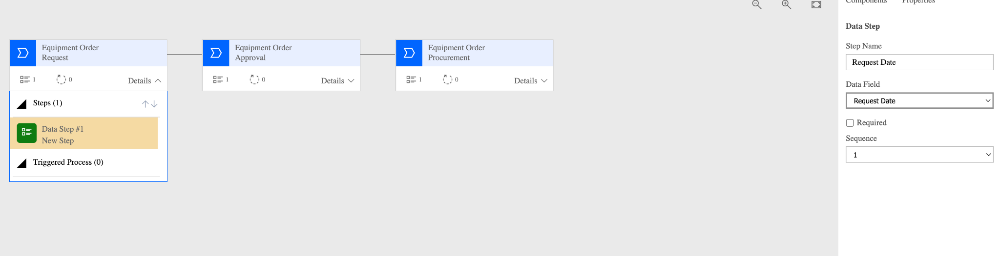 Components Properties
Equipment Order
Request
1 0 Details
Steps (1)
Data Step #1
New Step
Triggered Process (0)
Equipment Order
Approval
1 0 Details
Equipment Order
Procurement
1 0 Details
Data Step
Step Name
Request Date
Data Field
Request Date
Required
Sequence
1